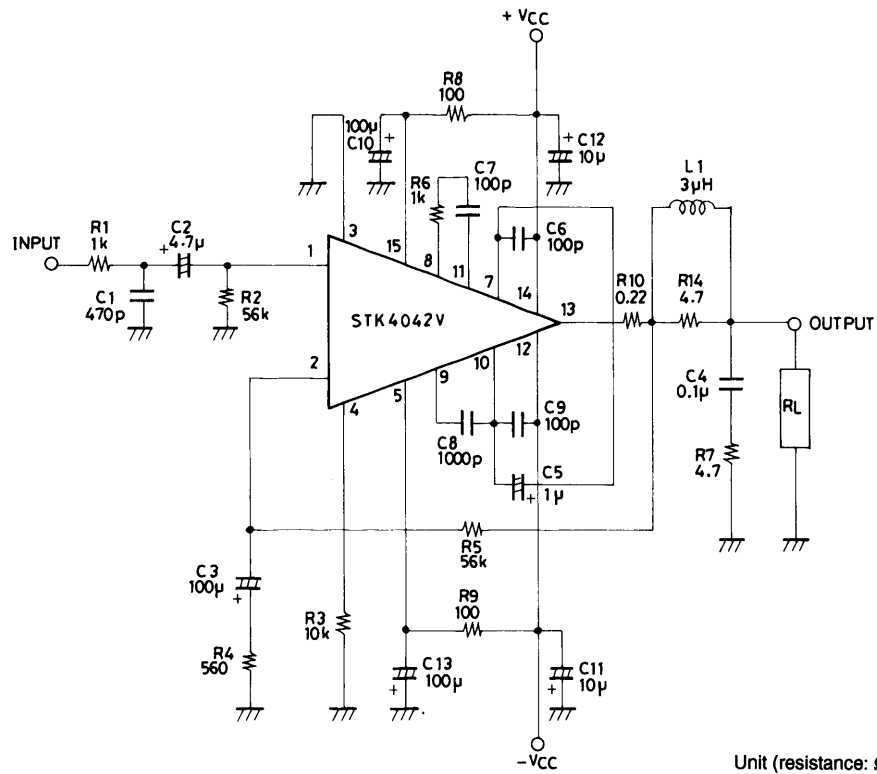 + VCC
R8
100
100μ
C10
+
+
C12
10μ
L1
3μH
R6
1k
C7
100p
C6
100p
INPUT
R1
1k
C2
+
4.7μ
C1
470p
R2
56k
1
3
15
8
11
7
14
13
STK4042V
2
4
5
9
10
12
R10
0.22
R14
4.7
OUTPUT
C4
0.1μ
RL
R7
4.7
C8
1000p
C9
100p
C5
+
1μ
R5
56k
C3
100μ
+
R4
560
R3
10k
R9
100
C13
+
100μ
C11
+
10μ
-VCC
Unit (resistance: